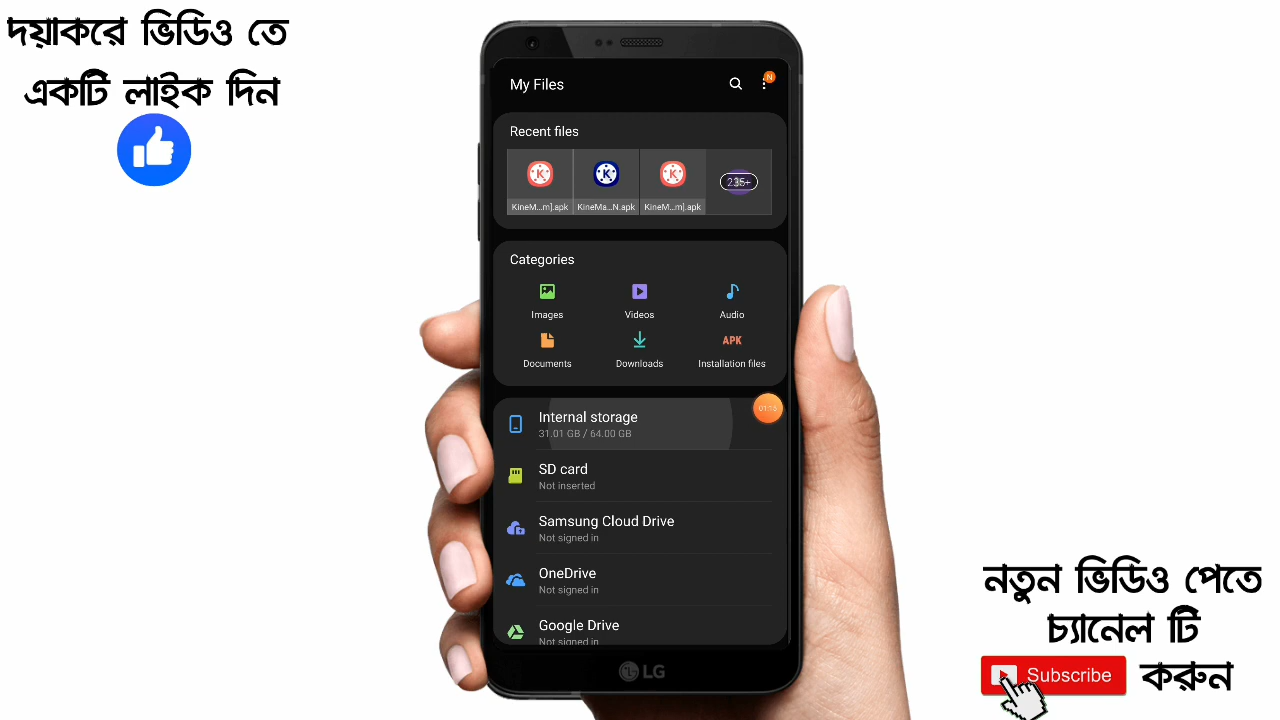 দয়াকরে ভিডিও তে
একটি লাইক দিন
My Files
N
Recent files
KineM...m].apk
KineMa...N.apk
KineM...m].apk
Categories
Images
Videos
Audio
Documents
Downloads
APK
Installation files
Internal storage
31.01 GB / 64.00 GB
SD card
Not inserted
Samsung Cloud Drive
Not signed in
OneDrive
Not signed in
Google Drive
Not signed in
LG
নতুন ভিডিও পেতে
চ্যানেল টি
Subscribe করুন